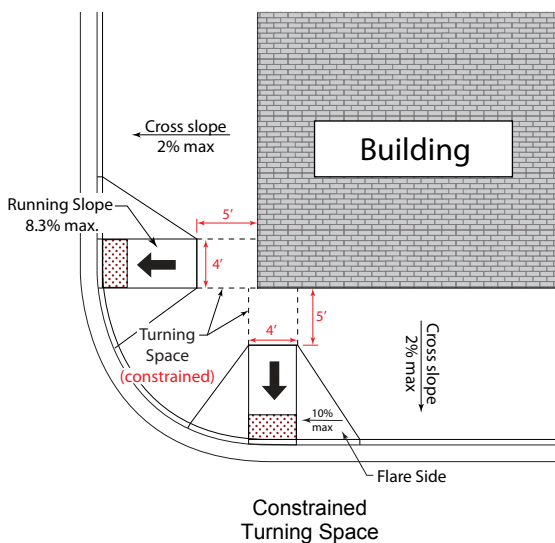 Cross slope
2% max
Building
Running Slope
8.3% max.
5'
4'
Turning
Space
(constrained)
4'
5'
Cross slope
2% max
10%
max
Flare Side
Constrained
Turning Space